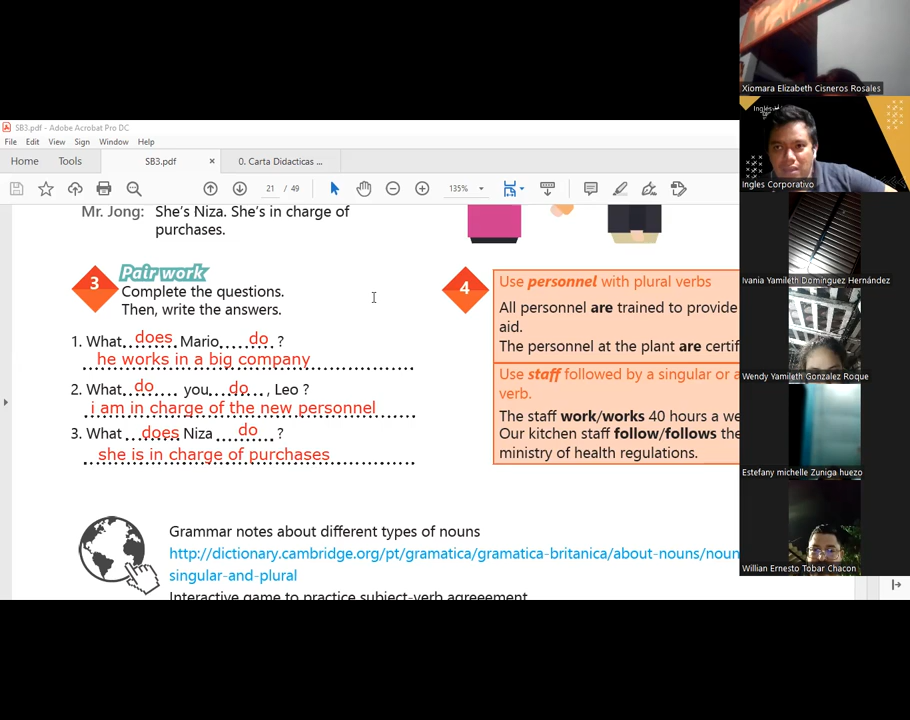 SB3.pdf - Adobe Acrobat Pro DC
File Edit View Sign Window Help
Home Tools SB3.pdf × 0. Carta Didacticas ...
21 / 49 135%
Mr. Jong: She's Niza. She's in charge of
purchases.
3 Pair work
Complete the questions.
Then, write the answers.
1. What does Mario do ?
he works in a big company
2. What do you do , Leo ?
i am in charge of the new personnel
3. What does Niza do ?
she is in charge of purchases
4
Use personnel with plural verbs
All personnel are trained to provide
aid.
The personnel at the plant are certif
Use staff followed by a singular or a
verb.
The staff work/works 40 hours a we
Our kitchen staff follow/follows the
ministry of health regulations.
Grammar notes about different types of nouns
http://dictionary.cambridge.org/pt/gramatica/gramatica-britanica/about-nouns/noun
singular-and-plural
Interactive game to practice subject-verb agreeement
Xiomara Elizabeth Cisneros Rosales
Ingles Corporativo
Ivania Yamileth Dominguez Hernández
Wendy Yamileth Gonzalez Roque
Estefany michelle Zuniga huezo
Willian Ernesto Tobar Chacon